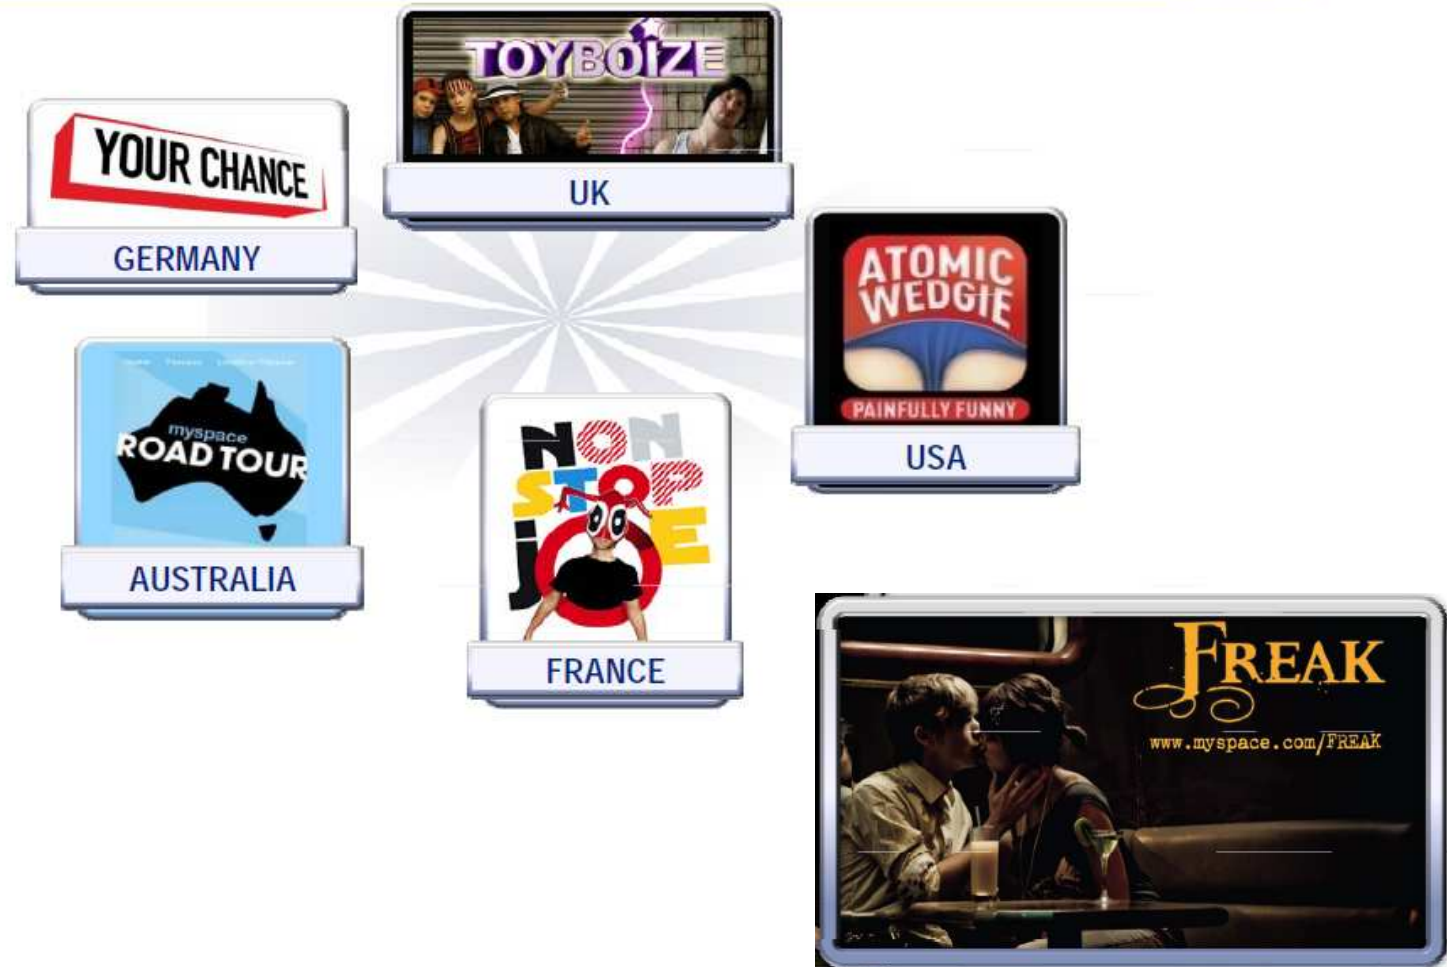 TOYBOIZE
UK
YOUR CHANCE
GERMANY
ATOMIC
WEDGIE
PAINFULLY FUNNY
USA
myspace
ROAD TOUR
AUSTRALIA
NON
STOP
JOE
FRANCE
FREAK
www.myspace.com/FREAK